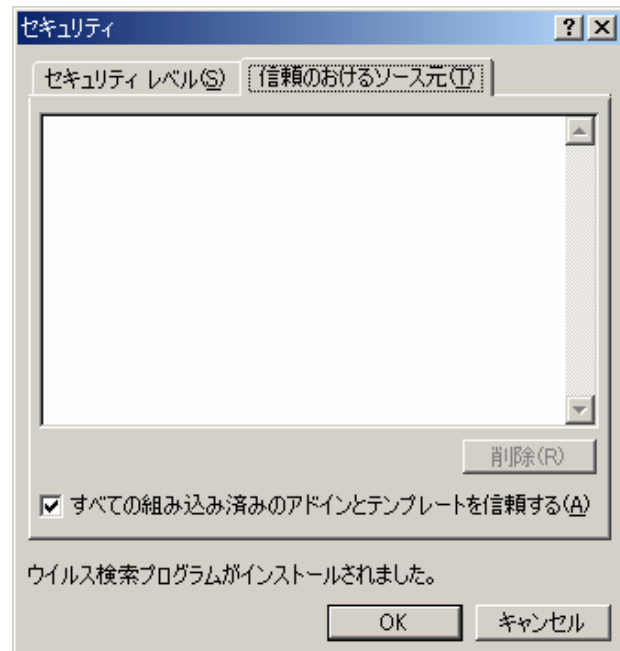 セキュリティ
セキュリティ レベル(S) 信頼のおけるソース元(T)
削除(R)
すべての組み込み済みのアドインとテンプレートを信頼する(A)
ウイルス検索プログラムがインストールされました。
OK キャンセル